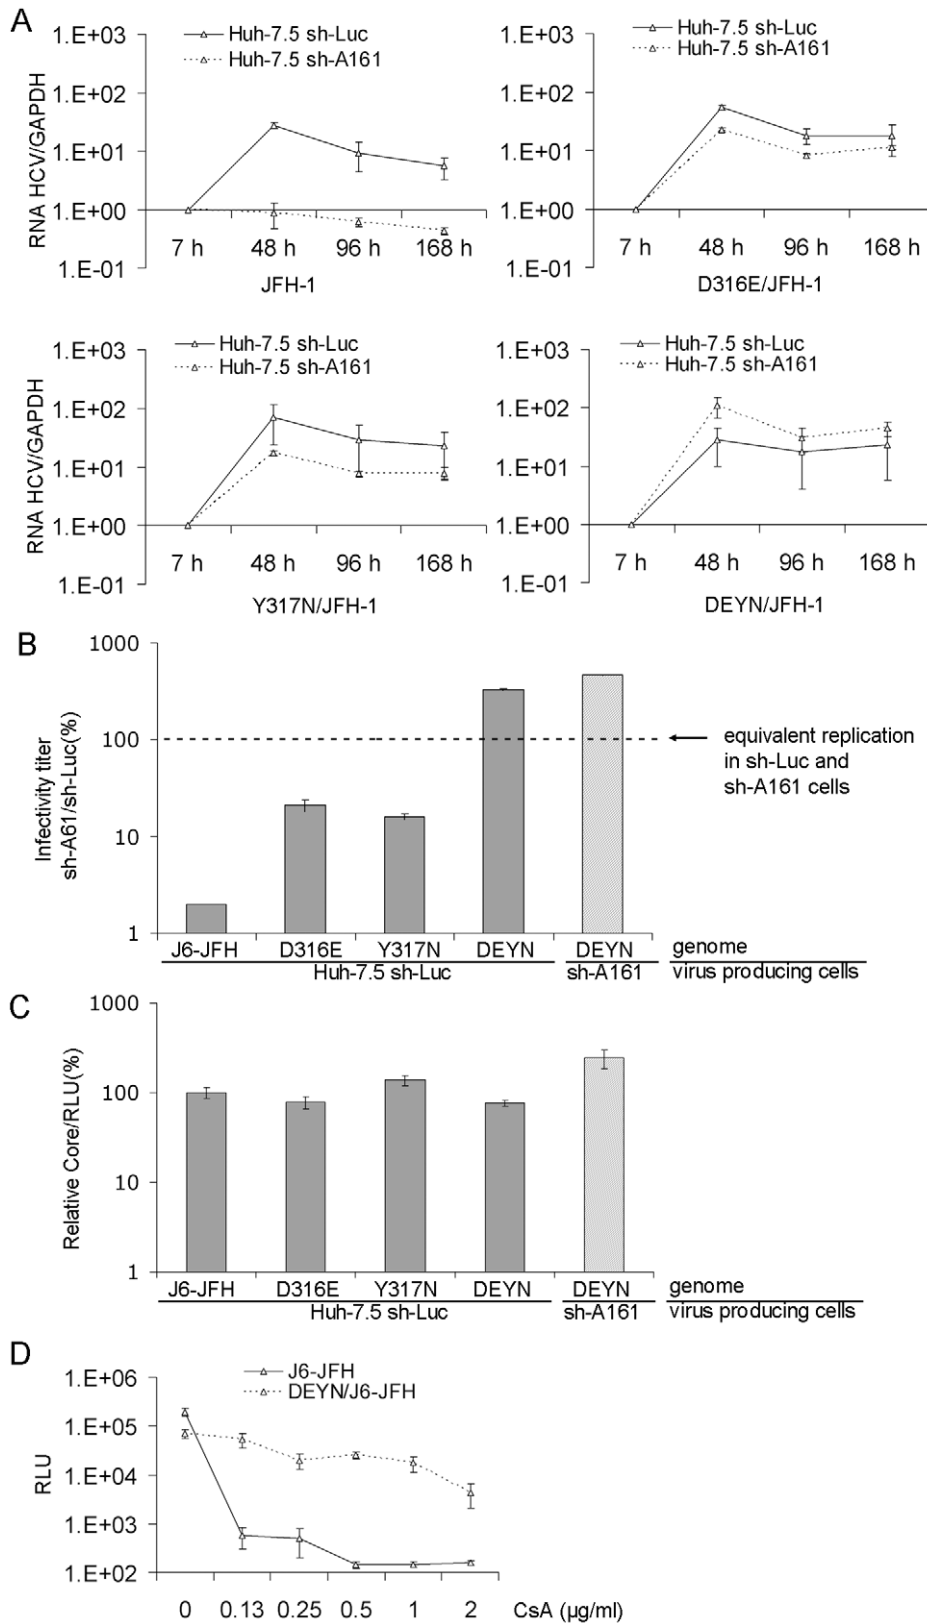 A
Huh-7.5 sh-Luc
Huh-7.5 sh-A161
RNA HCV/GAPDH
1.E+03
1.E+02
1.E+01
1.E+00
1.E-01
7 h 48 h 96 h 168 h
JFH-1
Huh-7.5 sh-Luc
Huh-7.5 sh-A161
1.E+03
1.E+02
1.E+01
1.E+00
1.E-01
7 h 48 h 96 h 168 h
D316E/JFH-1
Huh-7.5 sh-Luc
Huh-7.5 sh-A161
RNA HCV/GAPDH
1.E+03
1.E+02
1.E+01
1.E+00
1.E-01
7 h 48 h 96 h 168 h
Y317N/JFH-1
Huh-7.5 sh-Luc
Huh-7.5 sh-A161
1.E+03
1.E+02
1.E+01
1.E+00
1.E-01
7 h 48 h 96 h 168 h
DEYN/JFH-1
B
Infectivity titer
sh-A61/sh-Luc(%)
1000
100
10
1
equivalent replication
in sh-Luc and
sh-A161 cells
J6-JFH D316E Y317N DEYN DEYN genome
Huh-7.5 sh-Luc sh-A161 virus producing cells
C
Relative Core/RLU(%)
1000
100
10
1
J6-JFH D316E Y317N DEYN DEYN genome
Huh-7.5 sh-Luc sh-A161 virus producing cells
D
J6-JFH
DEYN/J6-JFH
RLU
1.E+06
1.E+05
1.E+04
1.E+03
1.E+02
0 0.13 0.25 0.5 1 2 CsA (µg/ml)